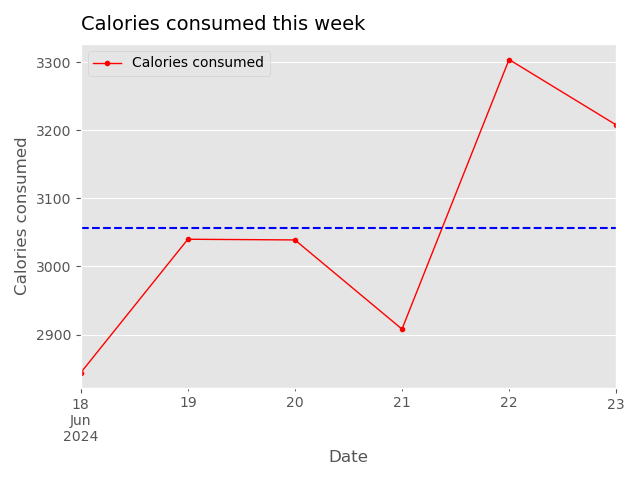 Calories consumed this week
Calories consumed
3300
3200
3100
3000
2900
Calories consumed
18
Jun
2024
19
20
21
22
23
Date